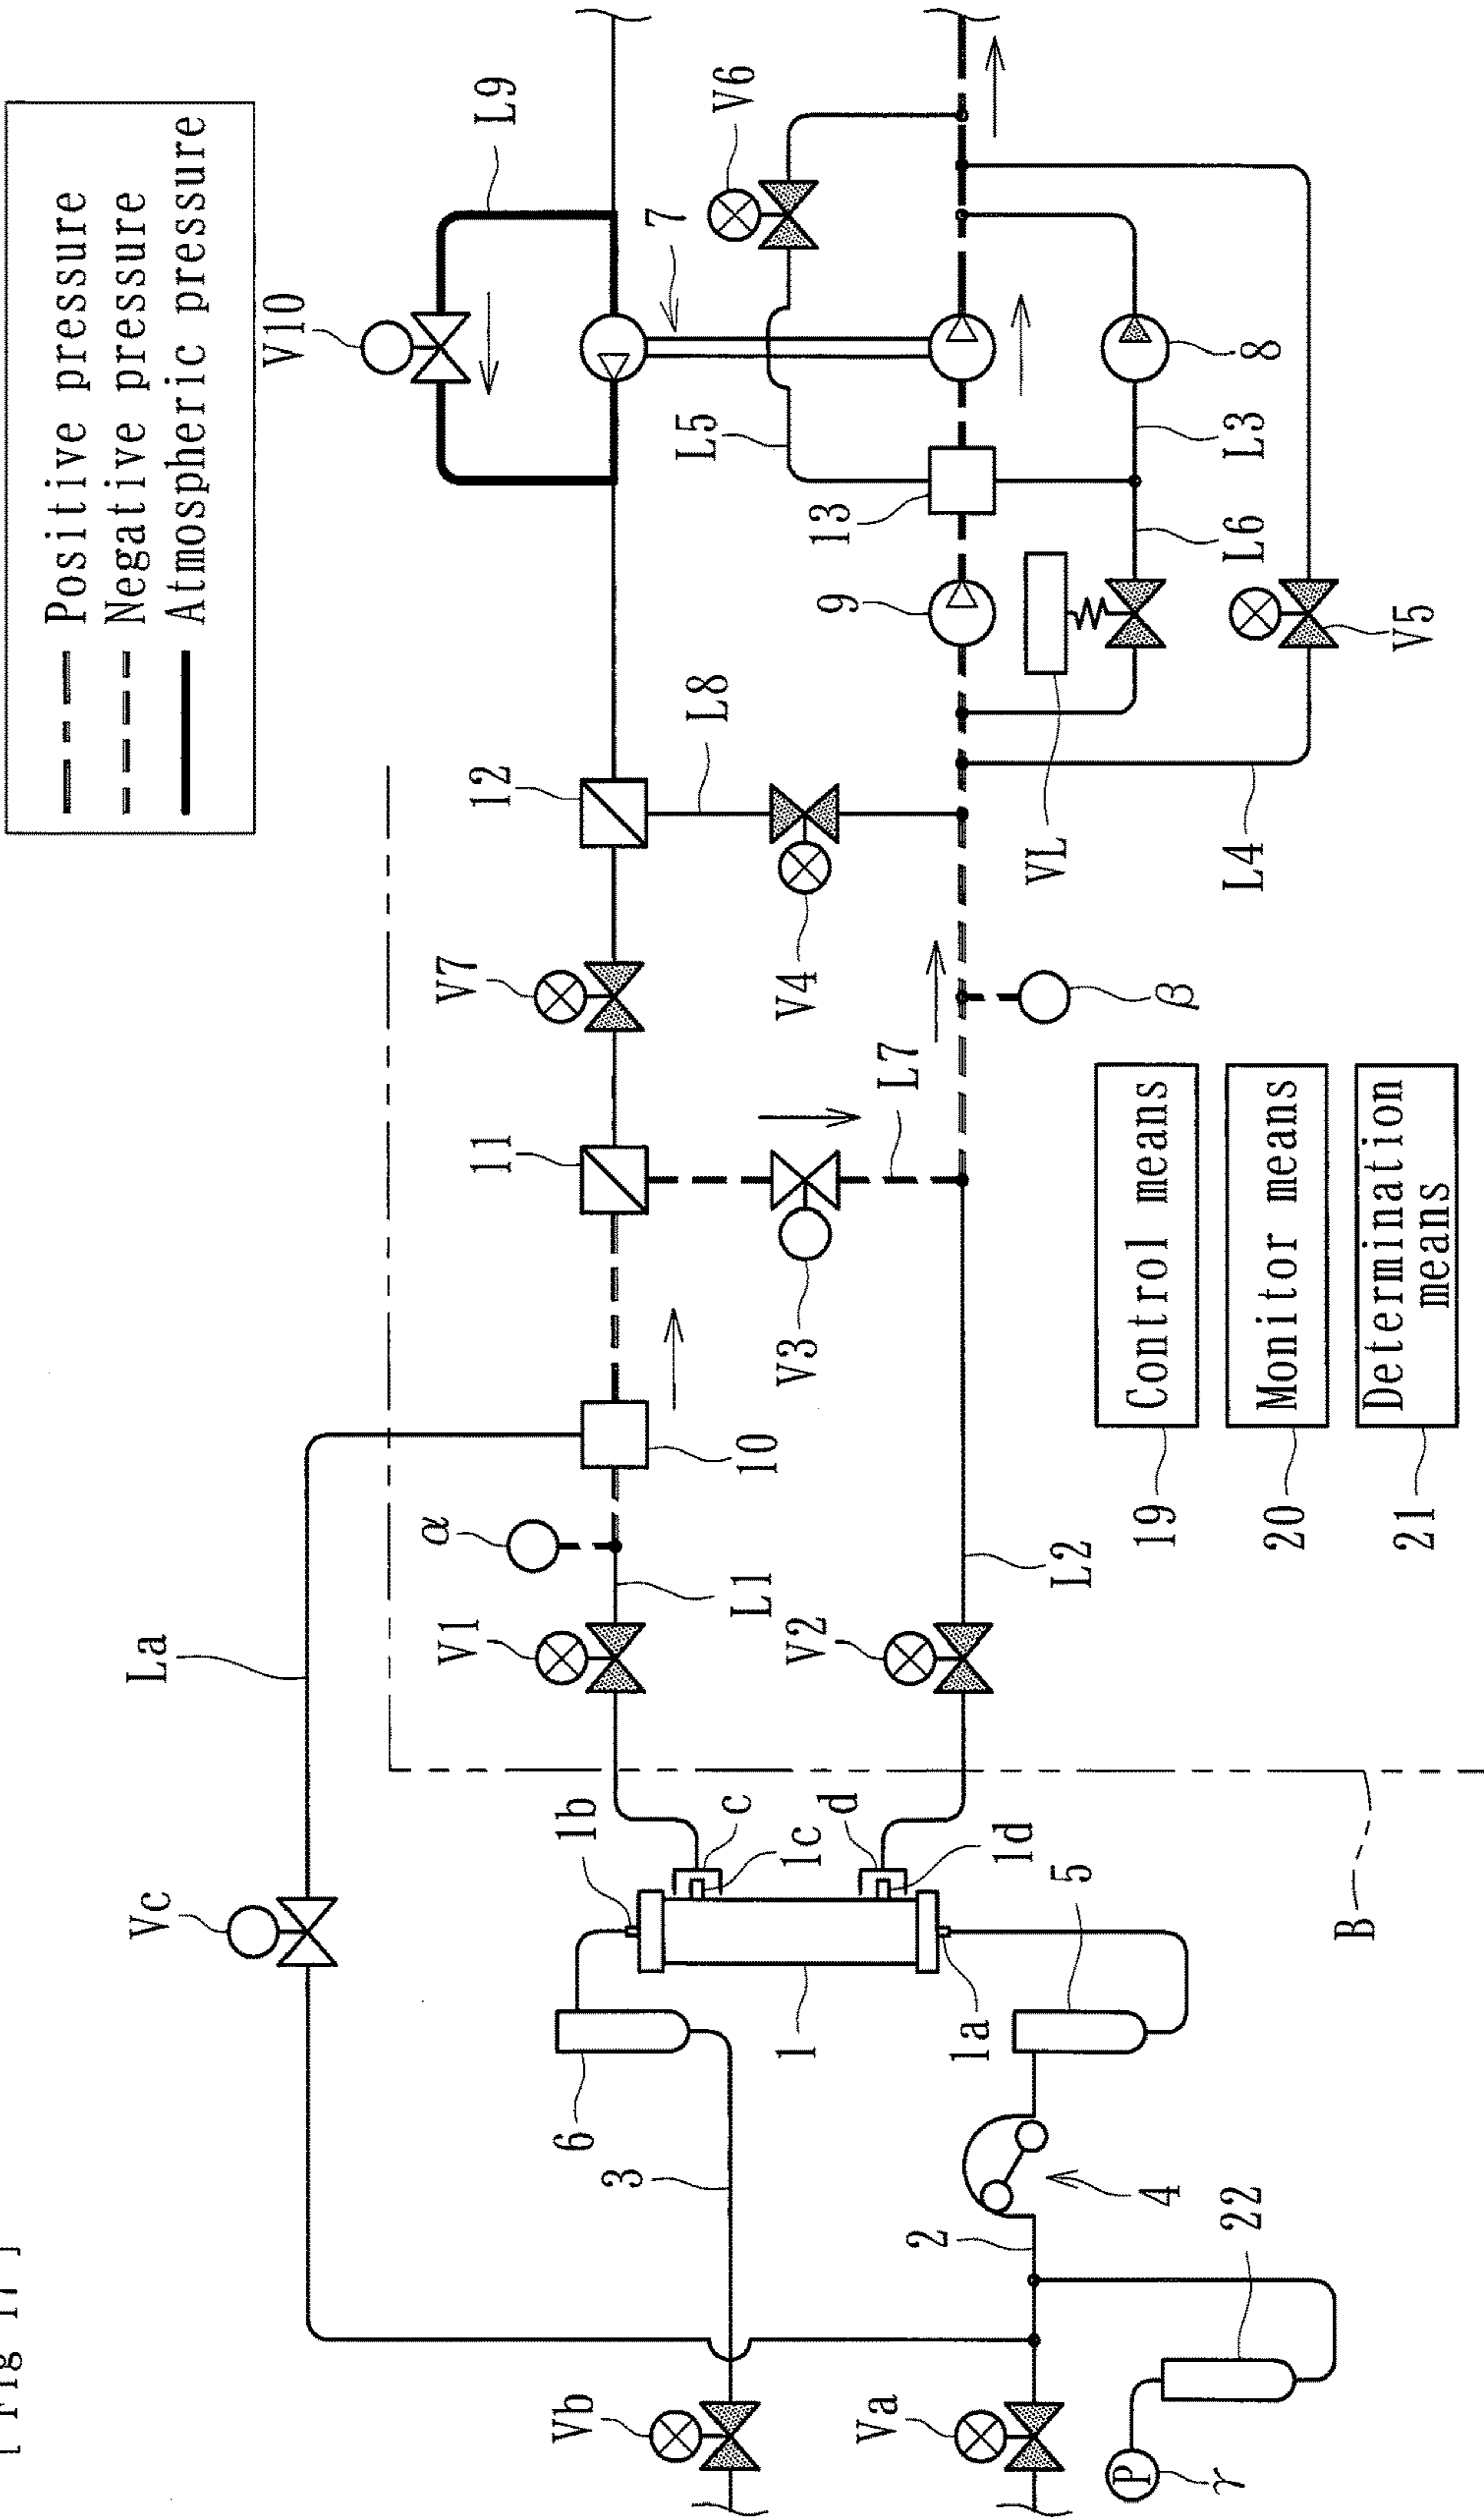 [Fig 17]
Positive pressure
Negative pressure
Atmospheric pressure
La
Vc
V10
L9
α
V1
L1
10
11
V7
12
L8
7
V6
L5
13
9
V3
L7
V4
V2
L2
β
VL
L4
L6
L3
8
V5
Vb
3
6
1b
c
1c
d
1d
1
1a
5
B
Va
2
4
22
P
γ
19
Control means
20
Monitor means
21
Determination
means